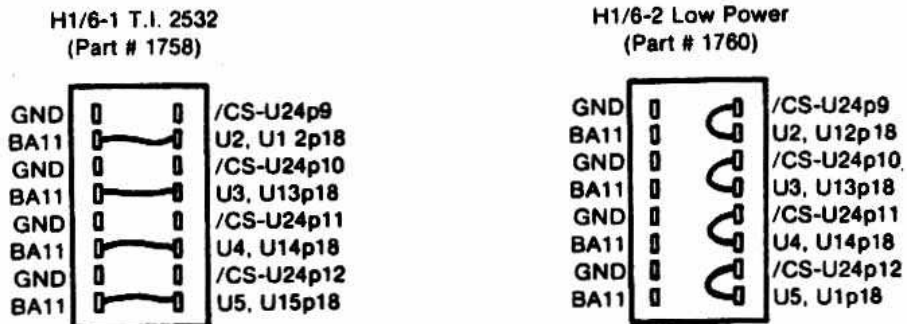 H1/6-1 T.I. 2532
(Part # 1758)
GND /CS-U24p9
BA11 U2, U1 2p18
GND /CS-U24p10
BA11 U3, U13p18
GND /CS-U24p11
BA11 U4, U14p18
GND /CS-U24p12
BA11 U5, U15p18
H1/6-2 Low Power
(Part # 1760)
GND /CS-U24p9
BA11 U2, U12p18
GND /CS-U24p10
BA11 U3, U13p18
GND /CS-U24p11
BA11 U4, U14p18
GND /CS-U24p12
BA11 U5, U1p18